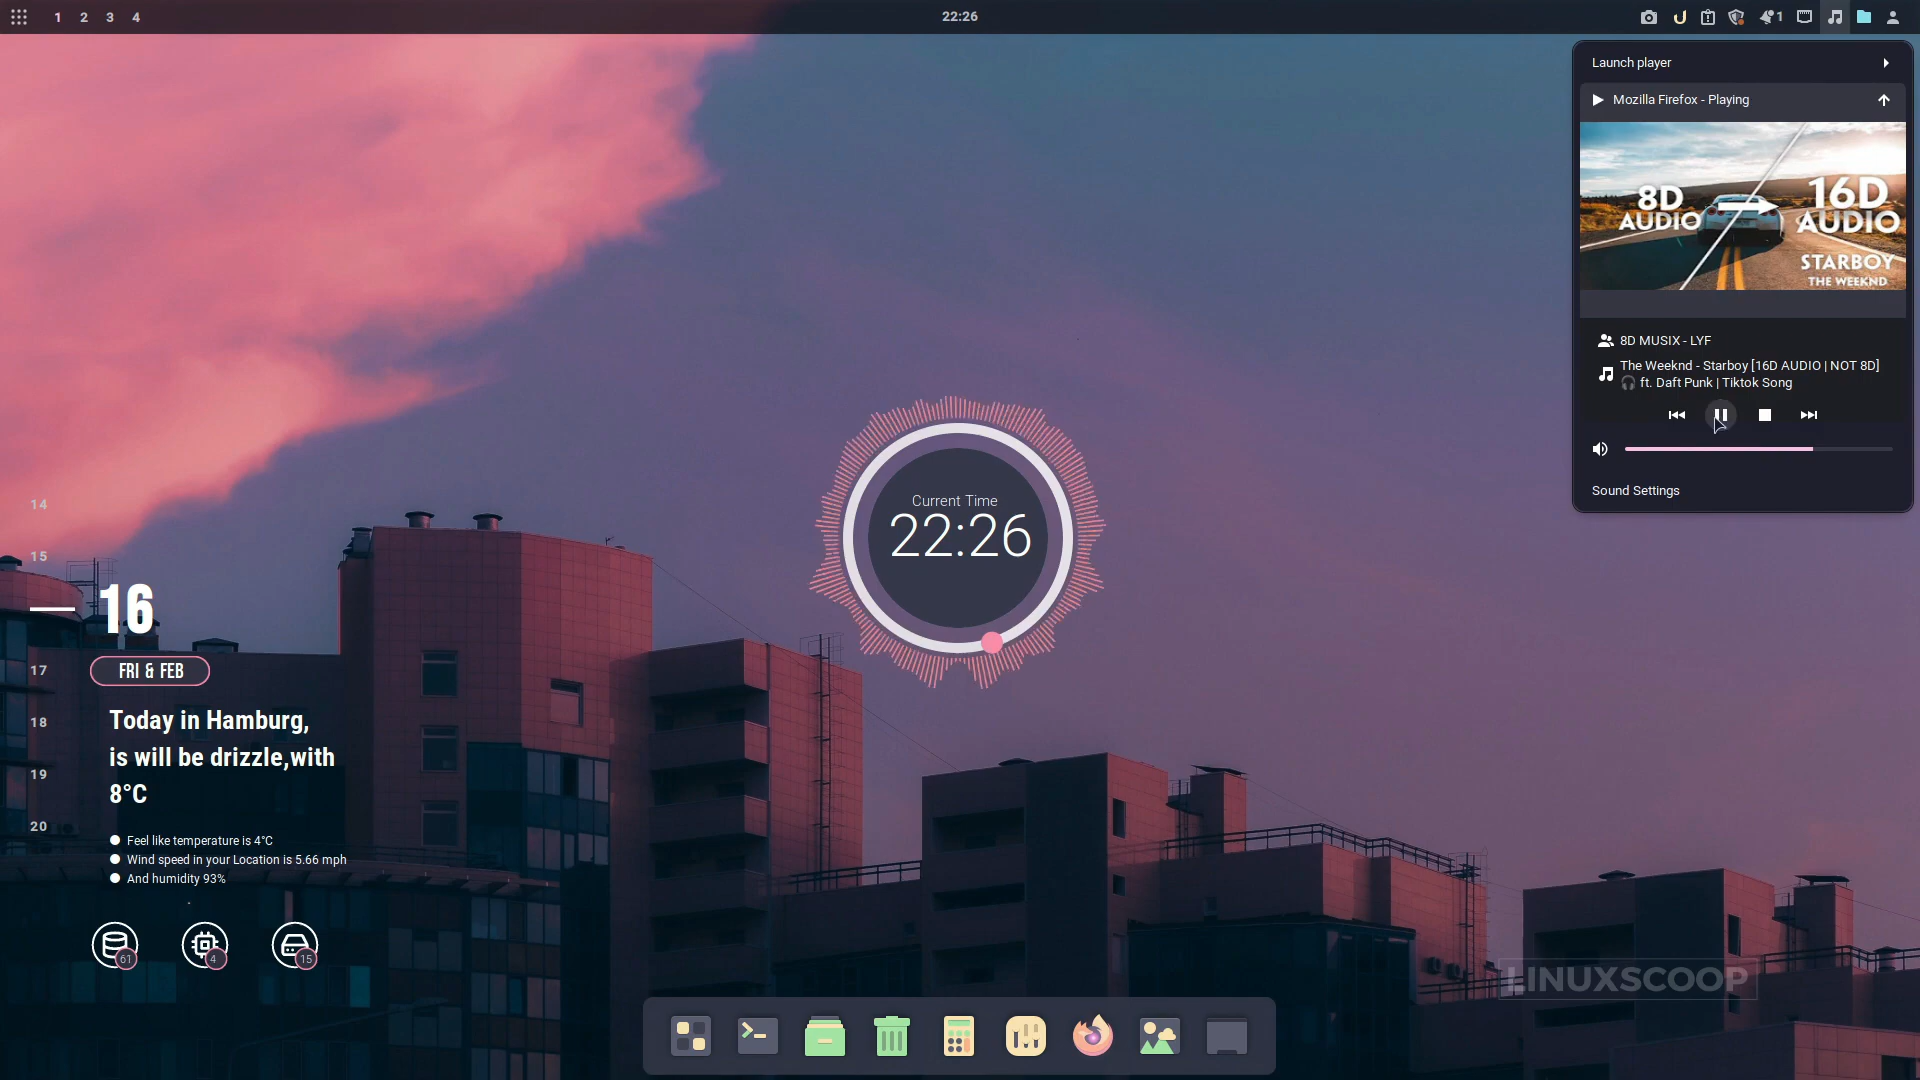 1 2 3 4
22:26
1
Launch player
Mozilla Firefox - Playing
8D
AUDIO
16D
AUDIO
STARBOY
THE WEEKND
8D MUSIX - LYF
The Weeknd - Starboy [16D AUDIO | NOT 8D]
🎧 ft. Daft Punk | Tiktok Song
Sound Settings
Current Time
22:26
14
15
16
17
FRI & FEB
18
19
20
Today in Hamburg,
is will be drizzle,with
8°C
Feel like temperature is 4°C
Wind speed in your Location is 5.66 mph
And humidity 93%
61
4
15
LINUXSCOOP